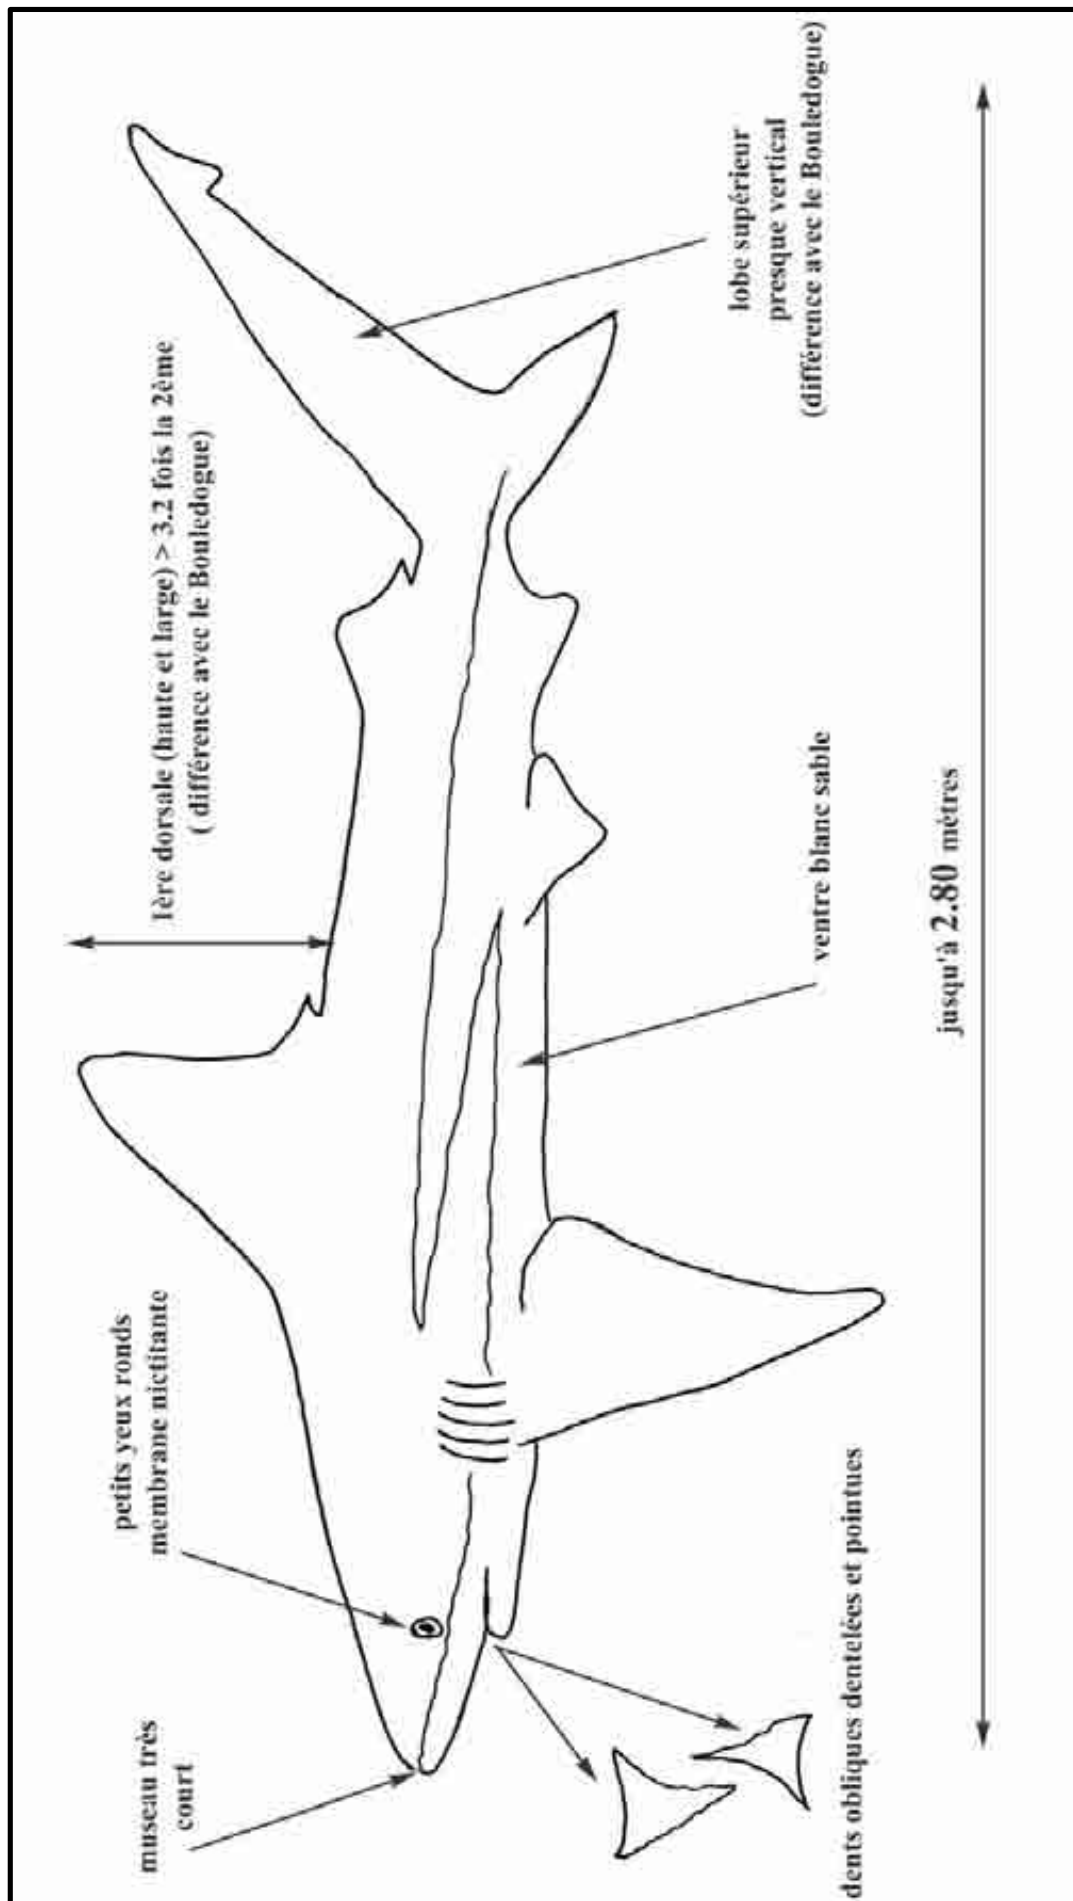 museau très
court
petits yeux ronds
membrane nictitante
1ère dorsale (haute et large) > 3.2 fois la 2ème
( différence avec le Bouledogue)
lobe supérieur
presque vertical
(différence avec le Bouledogue)
ventre blanc sable
dents obliques dentelées et pointues
jusqu'à 2.80 mètres